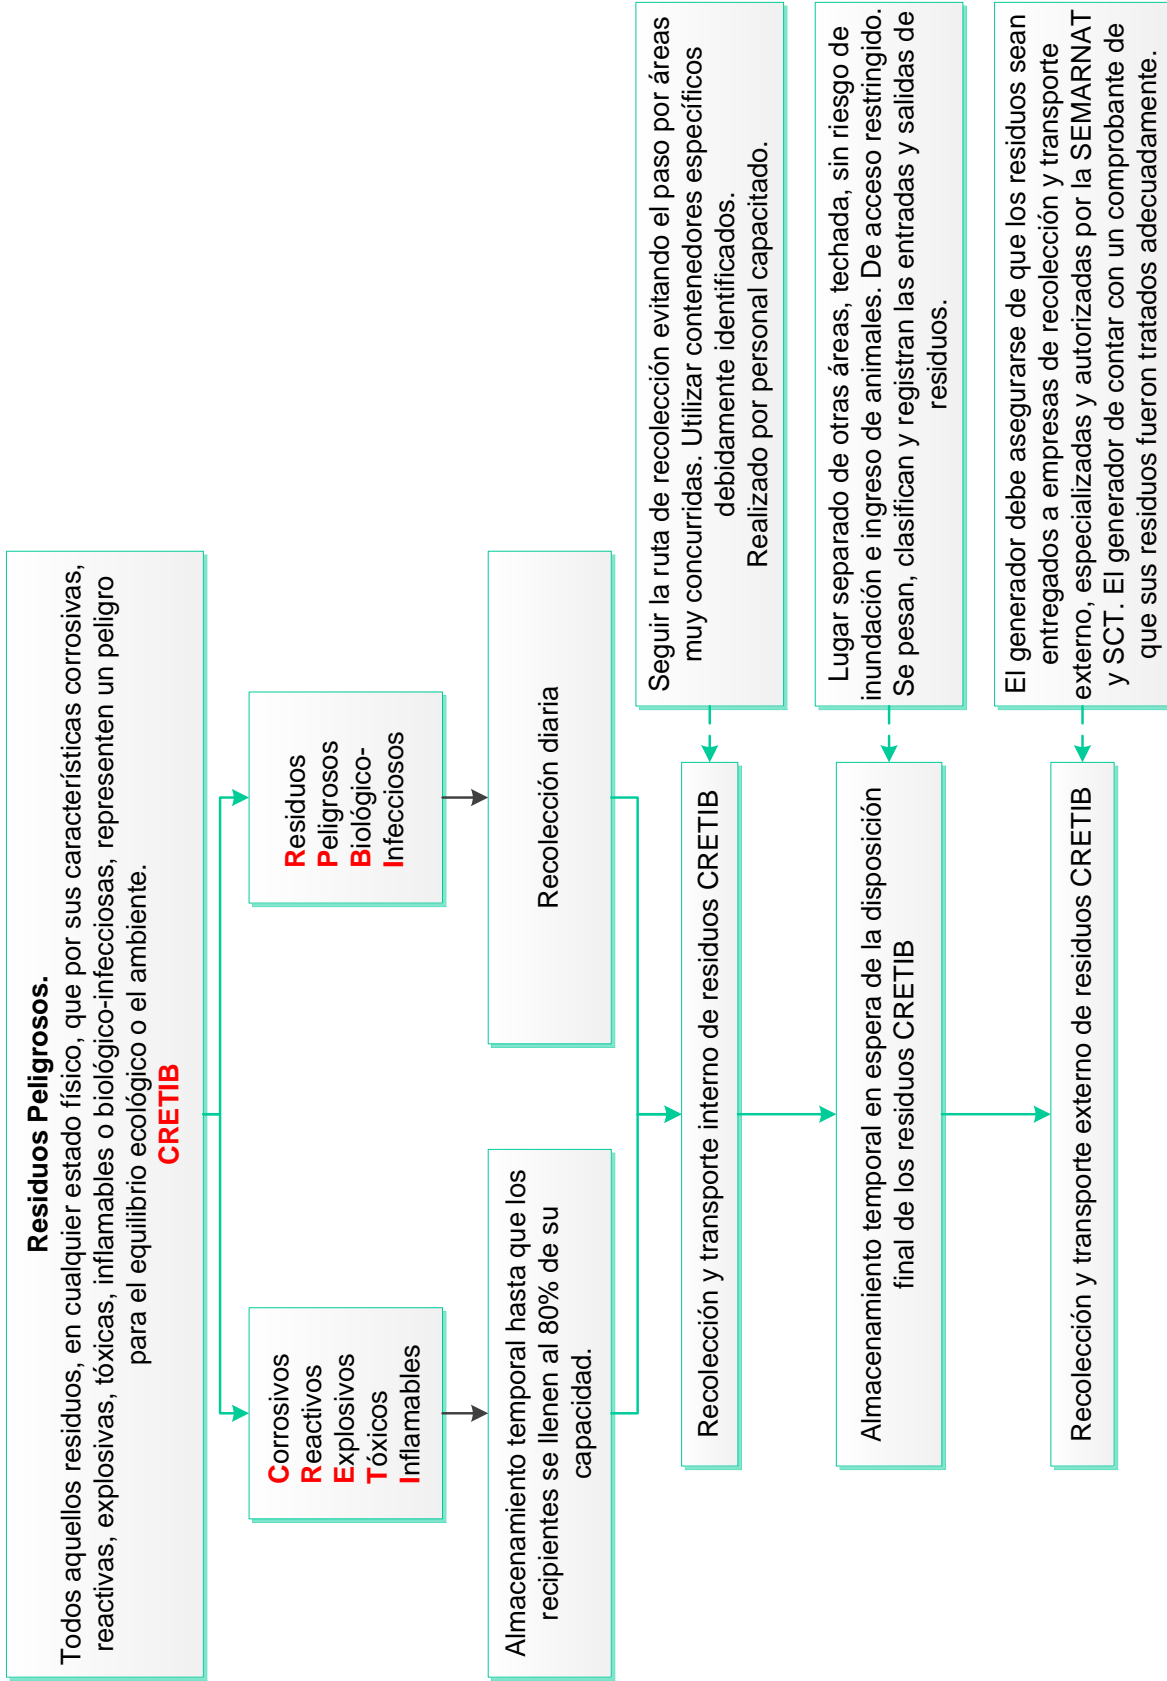 Residuos Peligrosos.
Todos aquellos residuos, en cualquier estado físico, que por sus características corrosivas,
reactivas, explosivas, tóxicas, inflamables o biológico-infecciosas, representen un peligro
para el equilibrio ecológico o el ambiente.
CRETIB
Corrosivos
Reactivos
Explosivos
Tóxicos
Inflamables
Residuos
Peligrosos
Biológico-
Infecciosos
Almacenamiento temporal hasta que los
recipientes se llenen al 80% de su
capacidad.
Recolección diaria
Recolección y transporte interno de residuos CRETIB
Seguir la ruta de recolección evitando el paso por áreas
muy concurridas. Utilizar contenedores específicos
debidamente identificados.
Realizado por personal capacitado.
Almacenamiento temporal en espera de la disposición
final de los residuos CRETIB
Lugar separado de otras áreas, techada, sin riesgo de
inundación e ingreso de animales. De acceso restringido.
Se pesan, clasifican y registran las entradas y salidas de
residuos.
Recolección y transporte externo de residuos CRETIB
El generador debe asegurarse de que los residuos sean
entregados a empresas de recolección y transporte
externo, especializadas y autorizadas por la SEMARNAT
y SCT. El generador de contar con un comprobante de
que sus residuos fueron tratados adecuadamente.